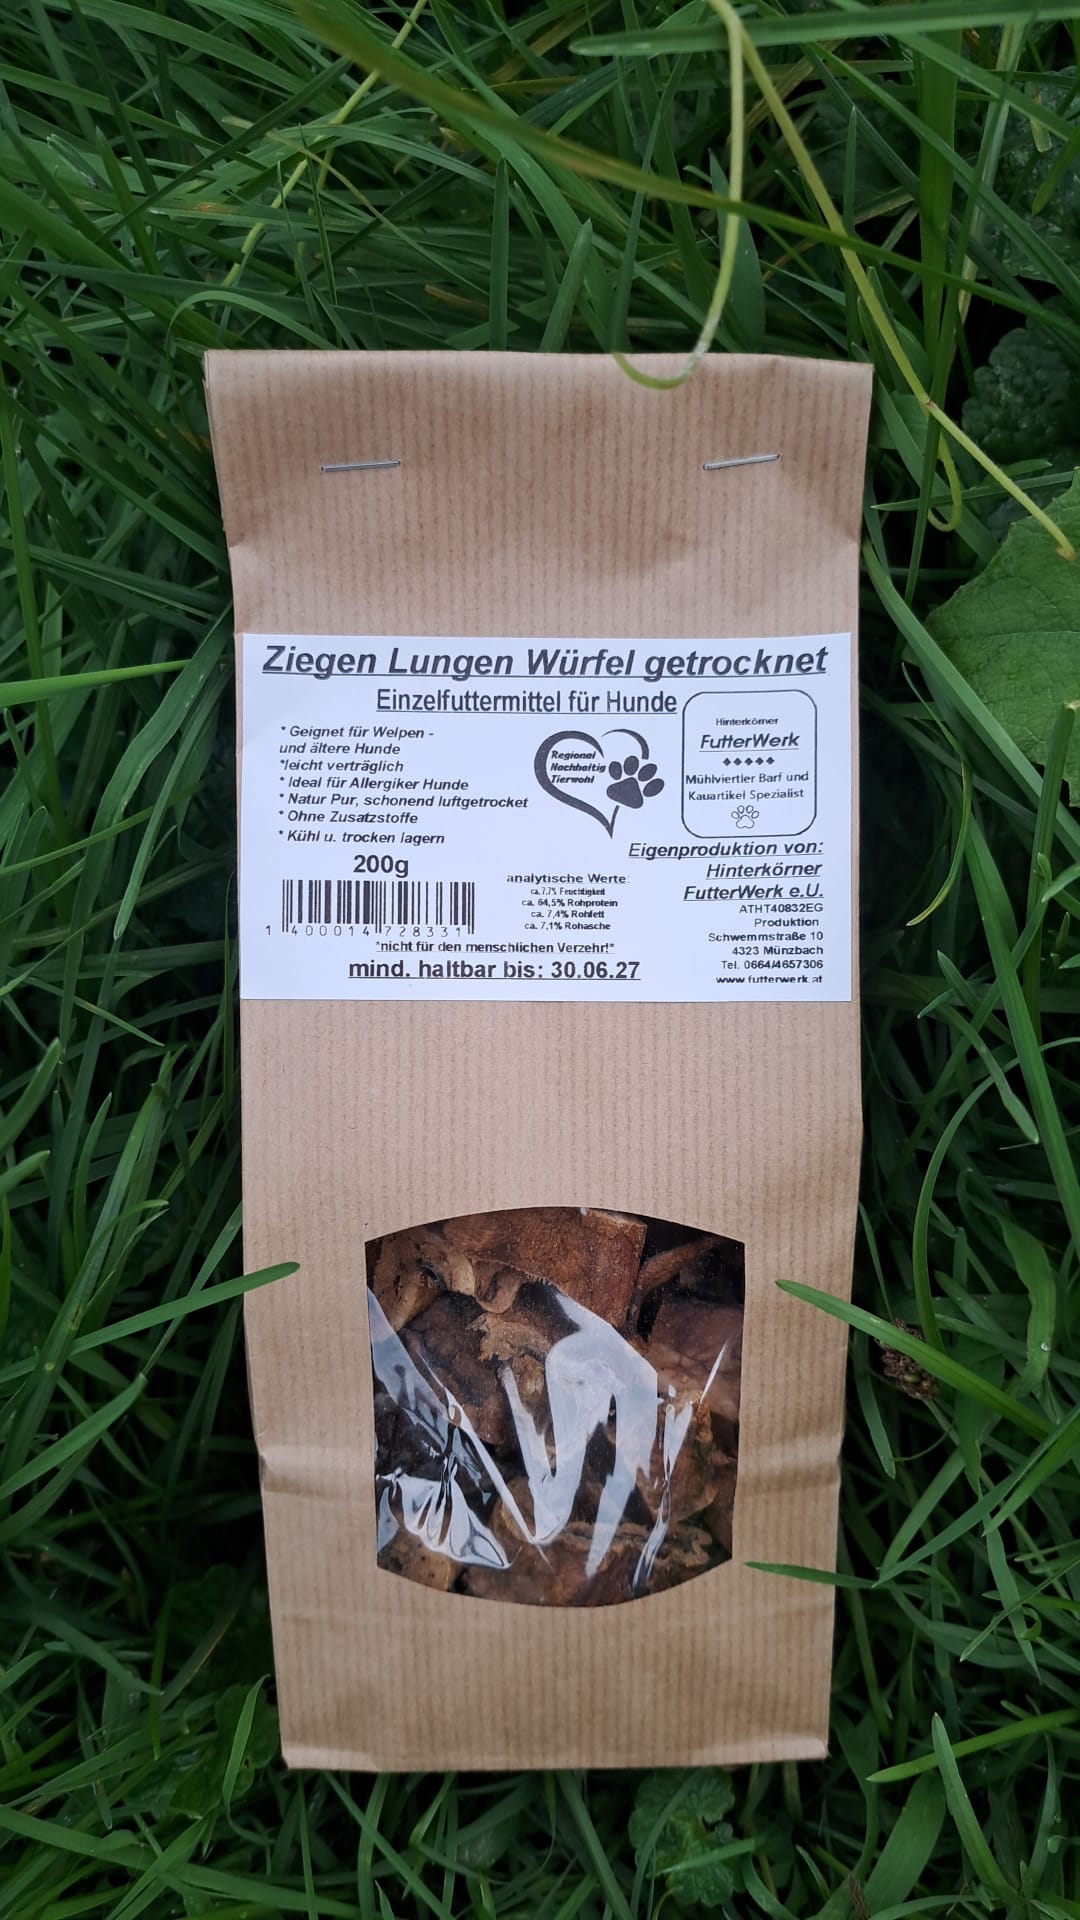 Ziegen Lungen Würfel getrocknet
Einzelfuttermittel für Hunde
* Geignet für Welpen -
und ältere Hunde
*leicht verträglich
* Ideal für Allergiker Hunde
* Natur Pur, schonend luftgetrocket
* Ohne Zusatzstoffe
* Kühl u. trocken lagern
200g
1 400014 728331
Regional
Nachhaltig
Tierwohl
Hinterkörner
FutterWerk
Mühlviertler Barf und
Kauartikel Spezialist
analytische Werte:
ca.7,7% Feuchtigkeit
ca. 64,5% Rohprotein
ca. 7,4% Rohfett
ca. 7,1% Rohasche
*nicht für den menschlichen Verzehr!*
mind. haltbar bis: 30.06.27
Eigenproduktion von:
Hinterkörner
FutterWerk e.U.
ATHT40832EG
Produktion
Schwemmstraße 10
4323 Münzbach
Tel. 0664/4657306
www.futterwerk.at